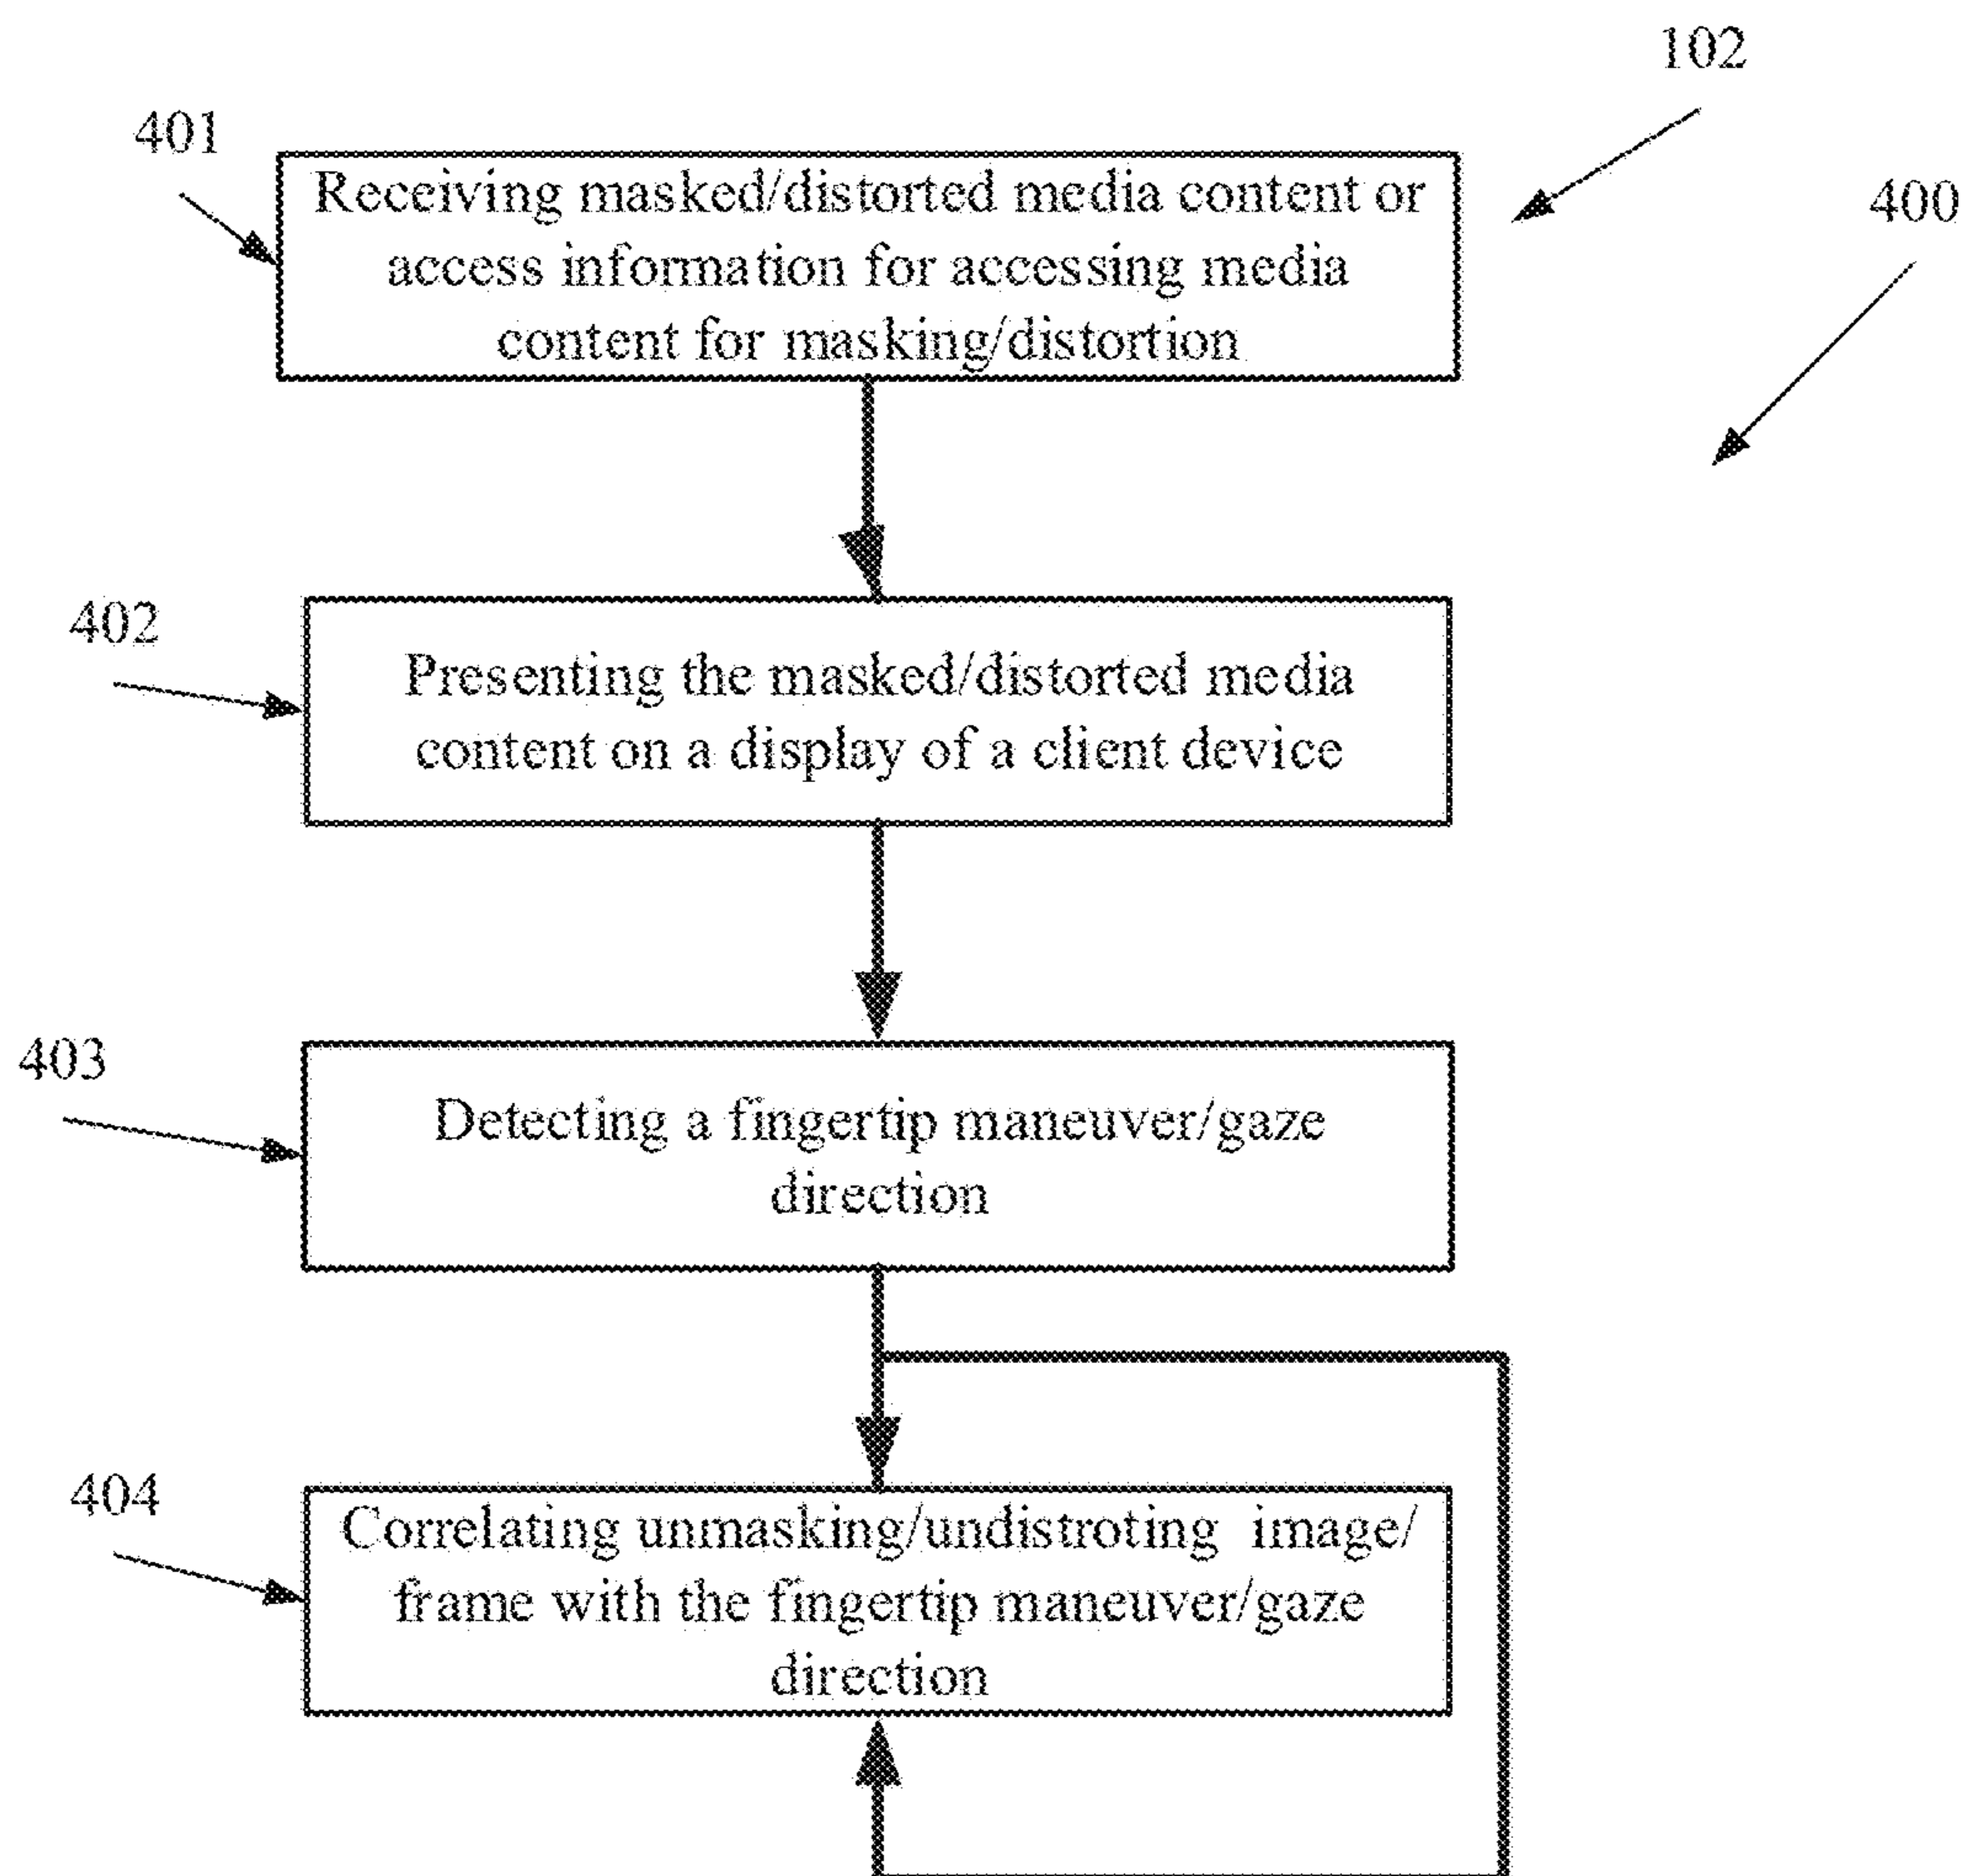 102
401
400
Receiving masked/distorted media content or
access information for accessing media
content for masking/distortion
402
Presenting the masked/distorted media
content on a display of a client device
403
Detecting a fingertip maneuver/gaze
direction
404
Correlating unmasking/undistroting image/
frame with the fingertip maneuver/gaze
direction